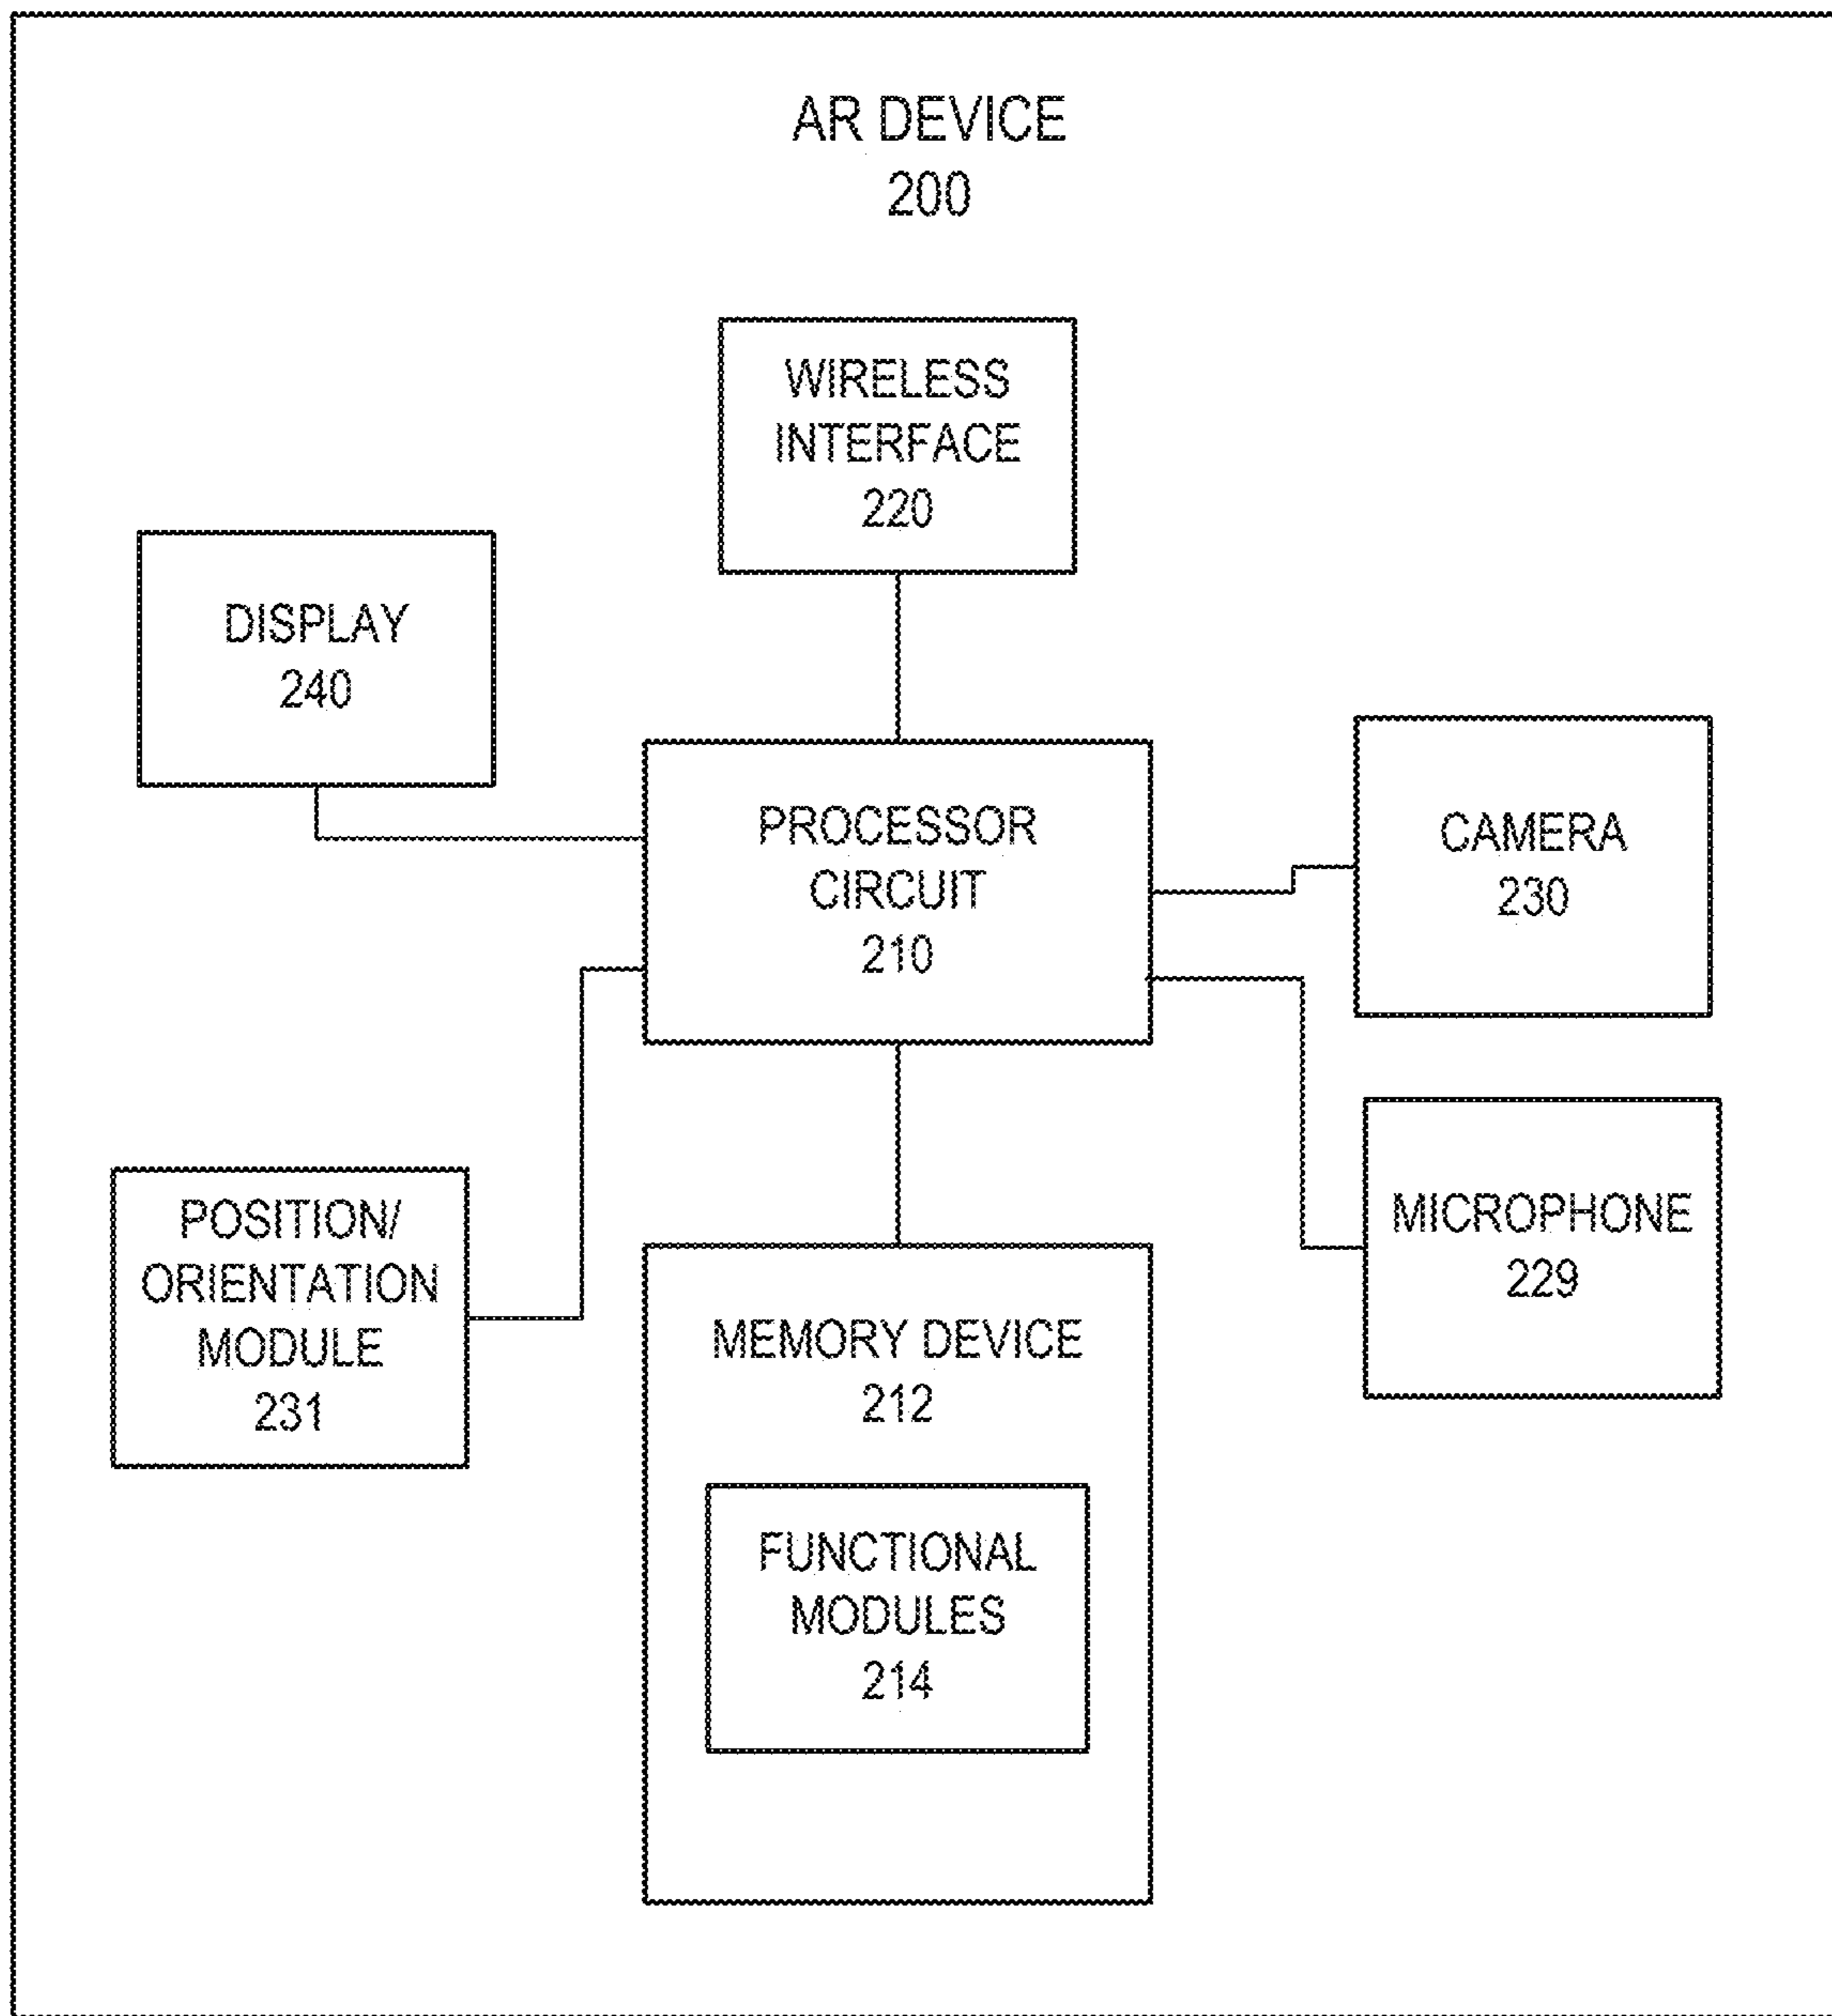 AR DEVICE
200
WIRELESS
INTERFACE
220
DISPLAY
240
PROCESSOR
CIRCUIT
210
CAMERA
230
POSITION/
ORIENTATION
MODULE
231
MICROPHONE
229
MEMORY DEVICE
212
FUNCTIONAL
MODULES
214